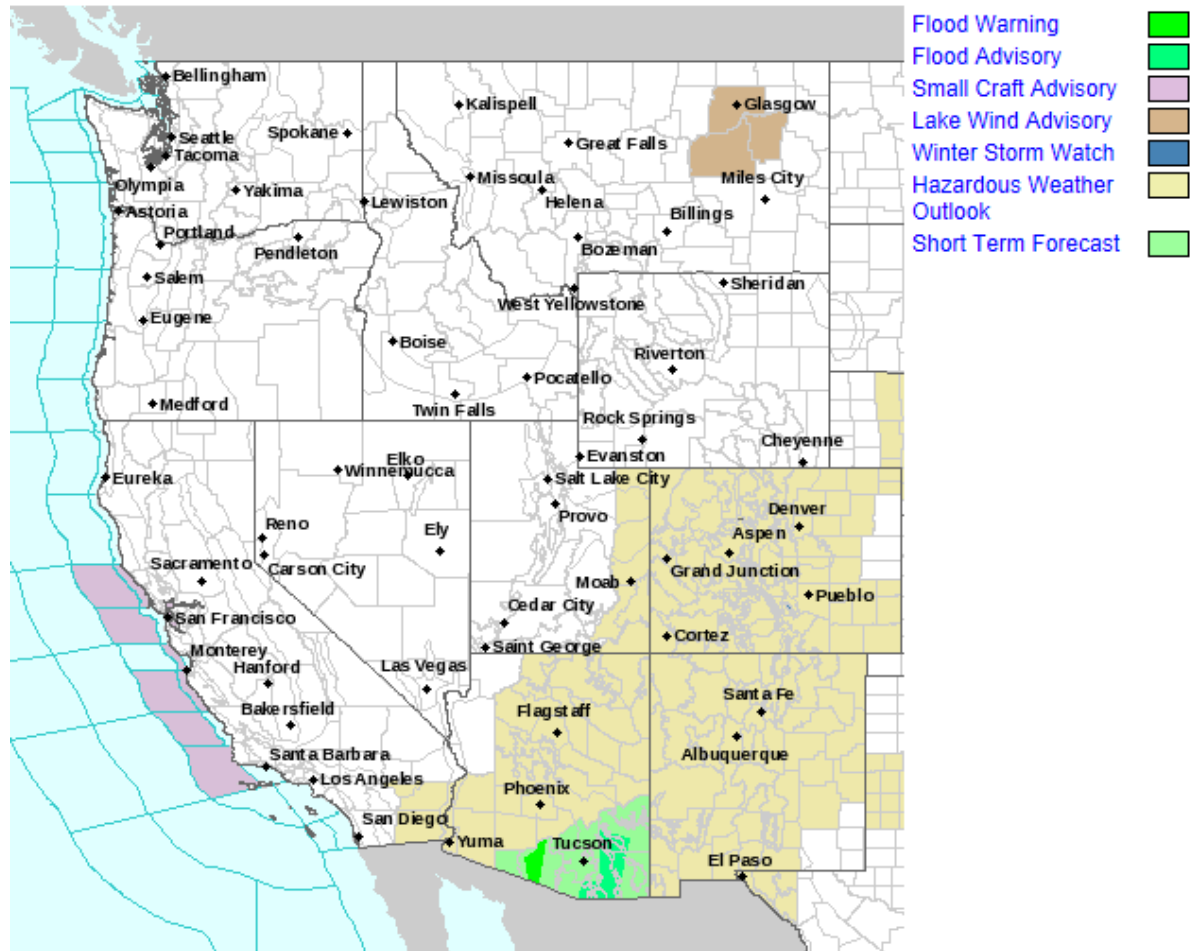 Flood Warning
Flood Advisory
Small Craft Advisory
Lake Wind Advisory
Winter Storm Watch
Hazardous Weather
Outlook
Short Term Forecast
Bellingham
Kalispell
Glasgow
Seattle
Spokane
Great Falls
Tacoma
Olympia
Yakima
Missoula
Miles City
Astoria
Lewiston
Helena
Billings
Portland
Pendleton
Bozeman
Salem
West Yellowstone
Sheridan
Eugene
Boise
Riverton
Pocatello
Medford
Twin Falls
Rock Springs
Cheyenne
Elko
Evanston
Eureka
Winnemucca
Salt Lake City
Provo
Denver
Reno
Ely
Aspen
Sacramento
Carson City
Grand Junction
Moab
Pueblo
Cedar City
San Francisco
Cortez
Monterey
Saint George
Hanford
Las Vegas
Santa Fe
Bakersfield
Flagstaff
Albuquerque
Santa Barbara
Los Angeles
Phoenix
San Diego
Yuma
Tucson
El Paso